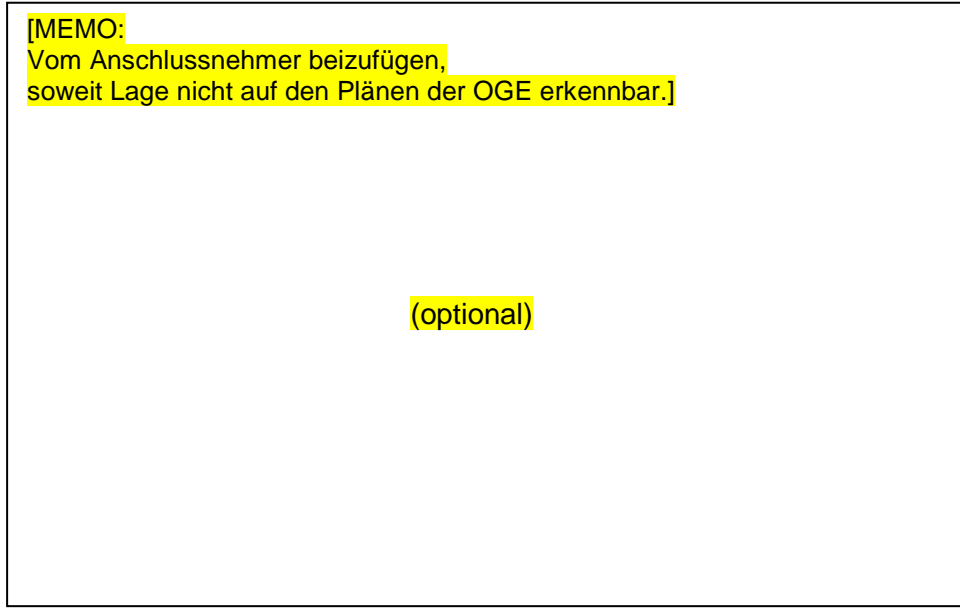 [MEMO:
Vom Anschlussnehmer beizufügen,
soweit Lage nicht auf den Plänen der OGE erkennbar.]
(optional)